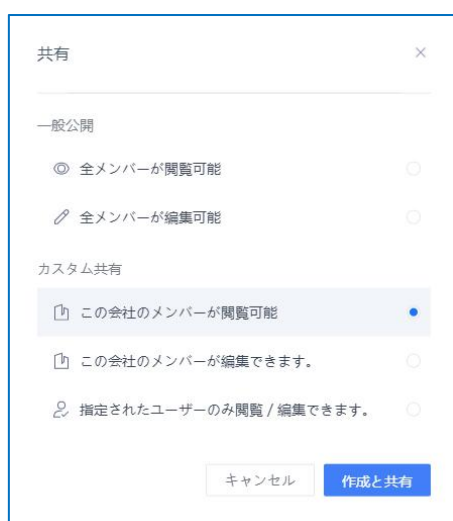 共有
一般公開
全メンバーが閲覧可能
全メンバーが編集可能
カスタム共有
この会社のメンバーが閲覧可能
この会社のメンバーが編集できます。
指定されたユーザーのみ閲覧 / 編集できます。
キャンセル
作成と共有